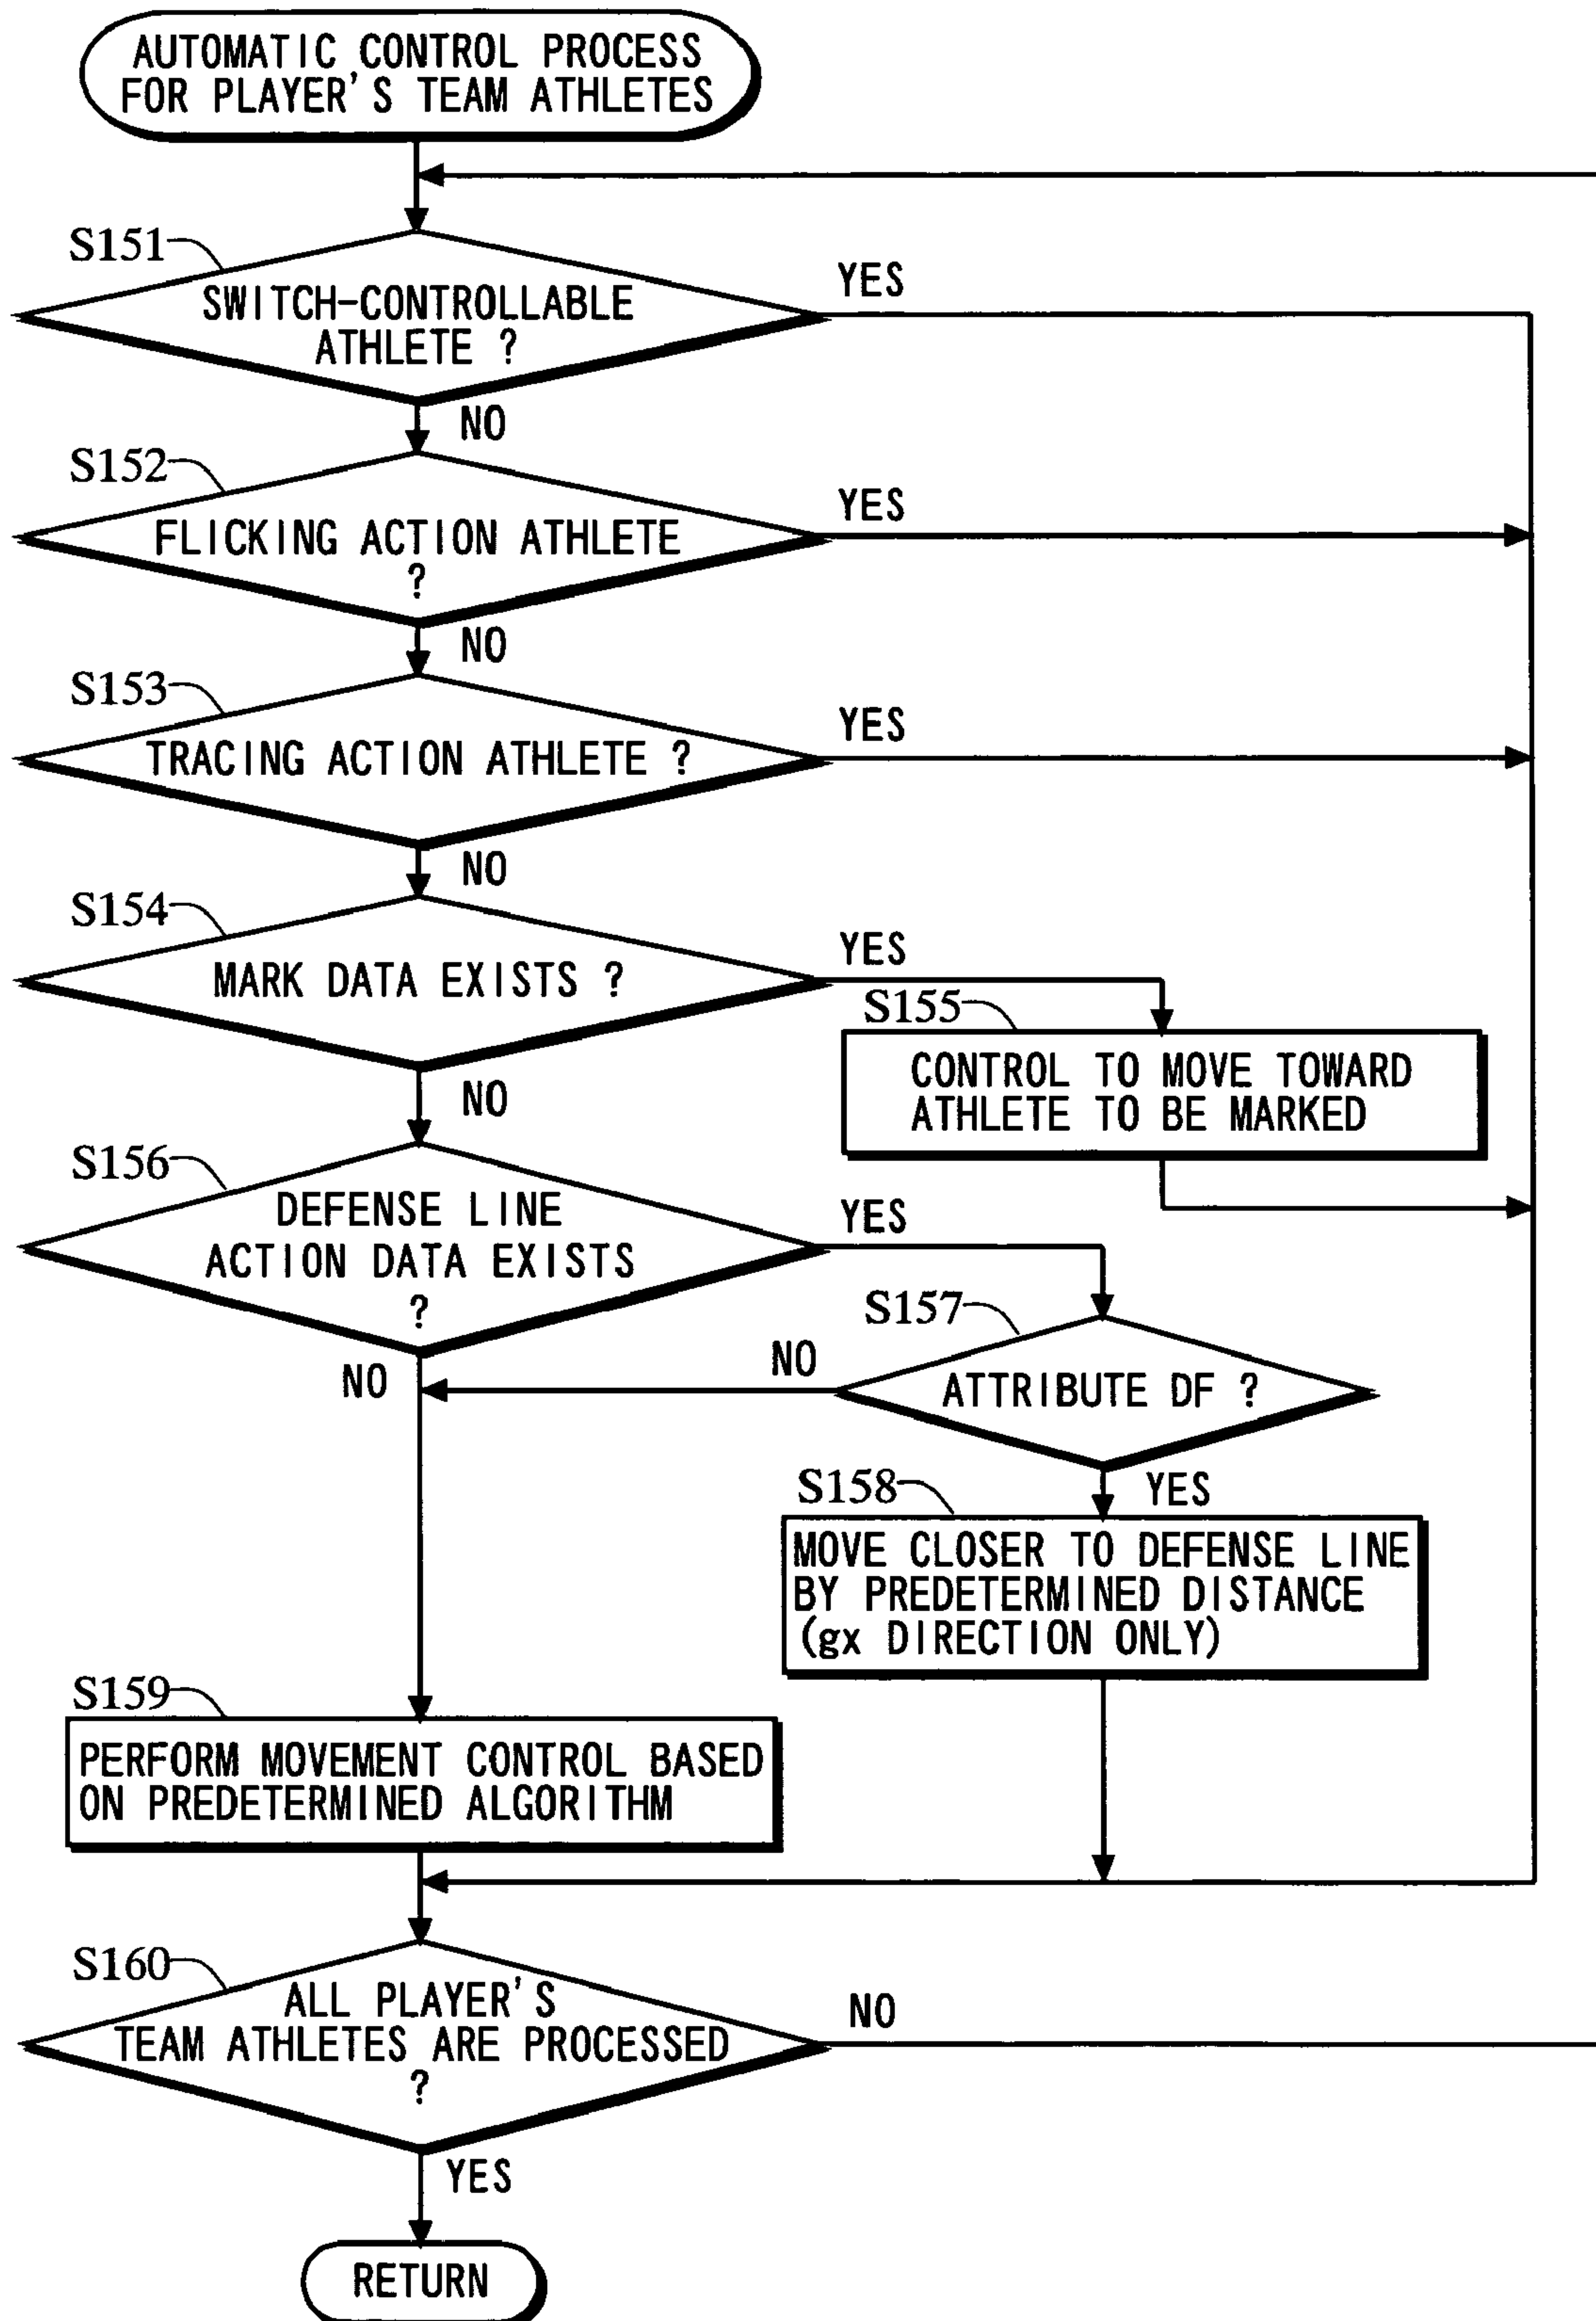 AUTOMATIC CONTROL PROCESS
FOR PLAYER'S TEAM ATHLETES
S151
SWITCH-CONTROLLABLE
ATHLETE ?
YES
NO
S152
FLICKING ACTION ATHLETE
?
YES
NO
S153
TRACING ACTION ATHLETE ?
YES
NO
S154
MARK DATA EXISTS ?
YES
NO
S155
CONTROL TO MOVE TOWARD
ATHLETE TO BE MARKED
S156
DEFENSE LINE
ACTION DATA EXISTS
?
YES
NO
S157
ATTRIBUTE DF ?
NO
YES
S158
MOVE CLOSER TO DEFENSE LINE
BY PREDETERMINED DISTANCE
(gx DIRECTION ONLY)
S159
PERFORM MOVEMENT CONTROL BASED
ON PREDETERMINED ALGORITHM
S160
ALL PLAYER'S
TEAM ATHLETES ARE PROCESSED
?
NO
YES
RETURN